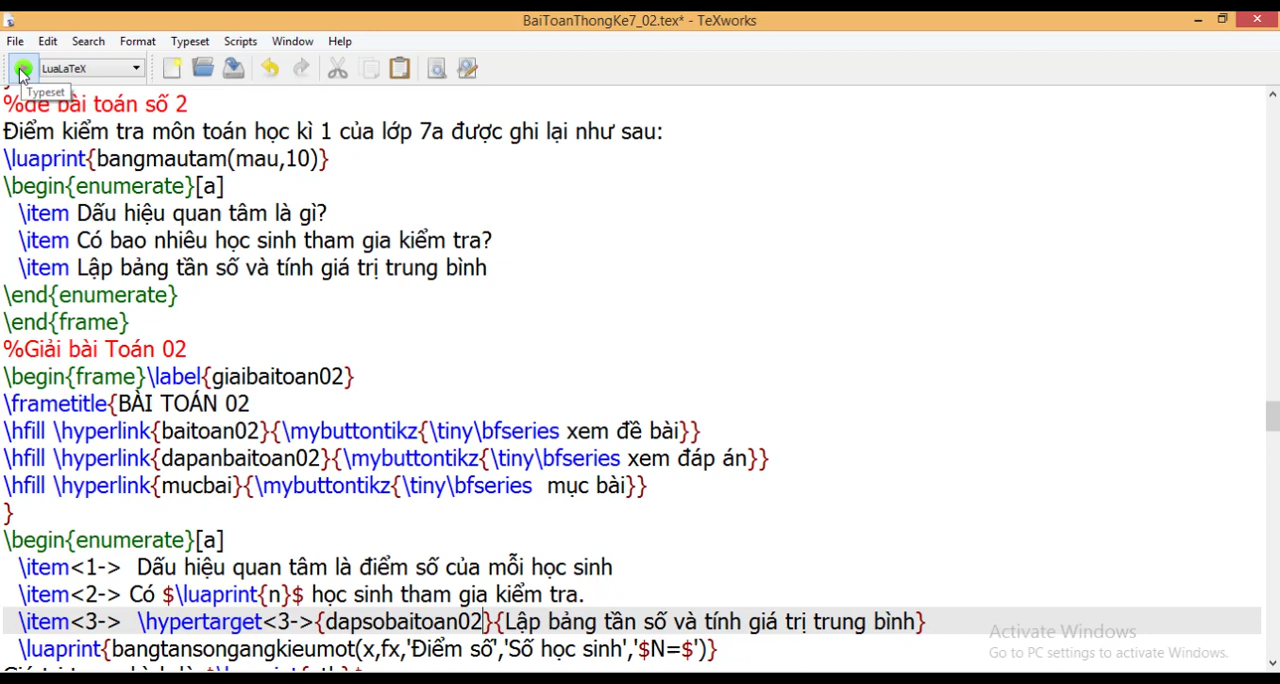 BaiToanThongKe7_02.tex* - TeXworks
File Edit Search Format Typeset Scripts Window Help
LuaLaTeX
Typeset
%đề bài toán số 2
Điểm kiểm tra môn toán học kì 1 của lớp 7a được ghi lại như sau:
\luaprint{bangmautam(mau,10)}
\begin{enumerate}[a]
\item Dấu hiệu quan tâm là gì?
\item Có bao nhiêu học sinh tham gia kiểm tra?
\item Lập bảng tần số và tính giá trị trung bình
\end{enumerate}
\end{frame}
%Giải bài Toán 02
\begin{frame}\label{giaibaitoan02}
\frametitle{BÀI TOÁN 02
\hfill \hyperlink{baitoan02}{\mybuttontikz{\tiny\bfseries xem đề bài}}
\hfill \hyperlink{dapanbaitoan02}{\mybuttontikz{\tiny\bfseries xem đáp án}}
\hfill \hyperlink{mucbai}{\mybuttontikz{\tiny\bfseries  mục bài}}
}
\begin{enumerate}[a]
\item<1->  Dấu hiệu quan tâm là điểm số của mỗi học sinh
\item<2-> Có $\luaprint{n}$ học sinh tham gia kiểm tra.
\item<3->  \hypertarget<3->{dapsobaitoan02}{Lập bảng tần số và tính giá trị trung bình}
\luaprint{bangtansongangkieumot(x,fx,'Điểm số','Số học sinh','$N=$')}
Activate Windows
Go to PC settings to activate Windows.